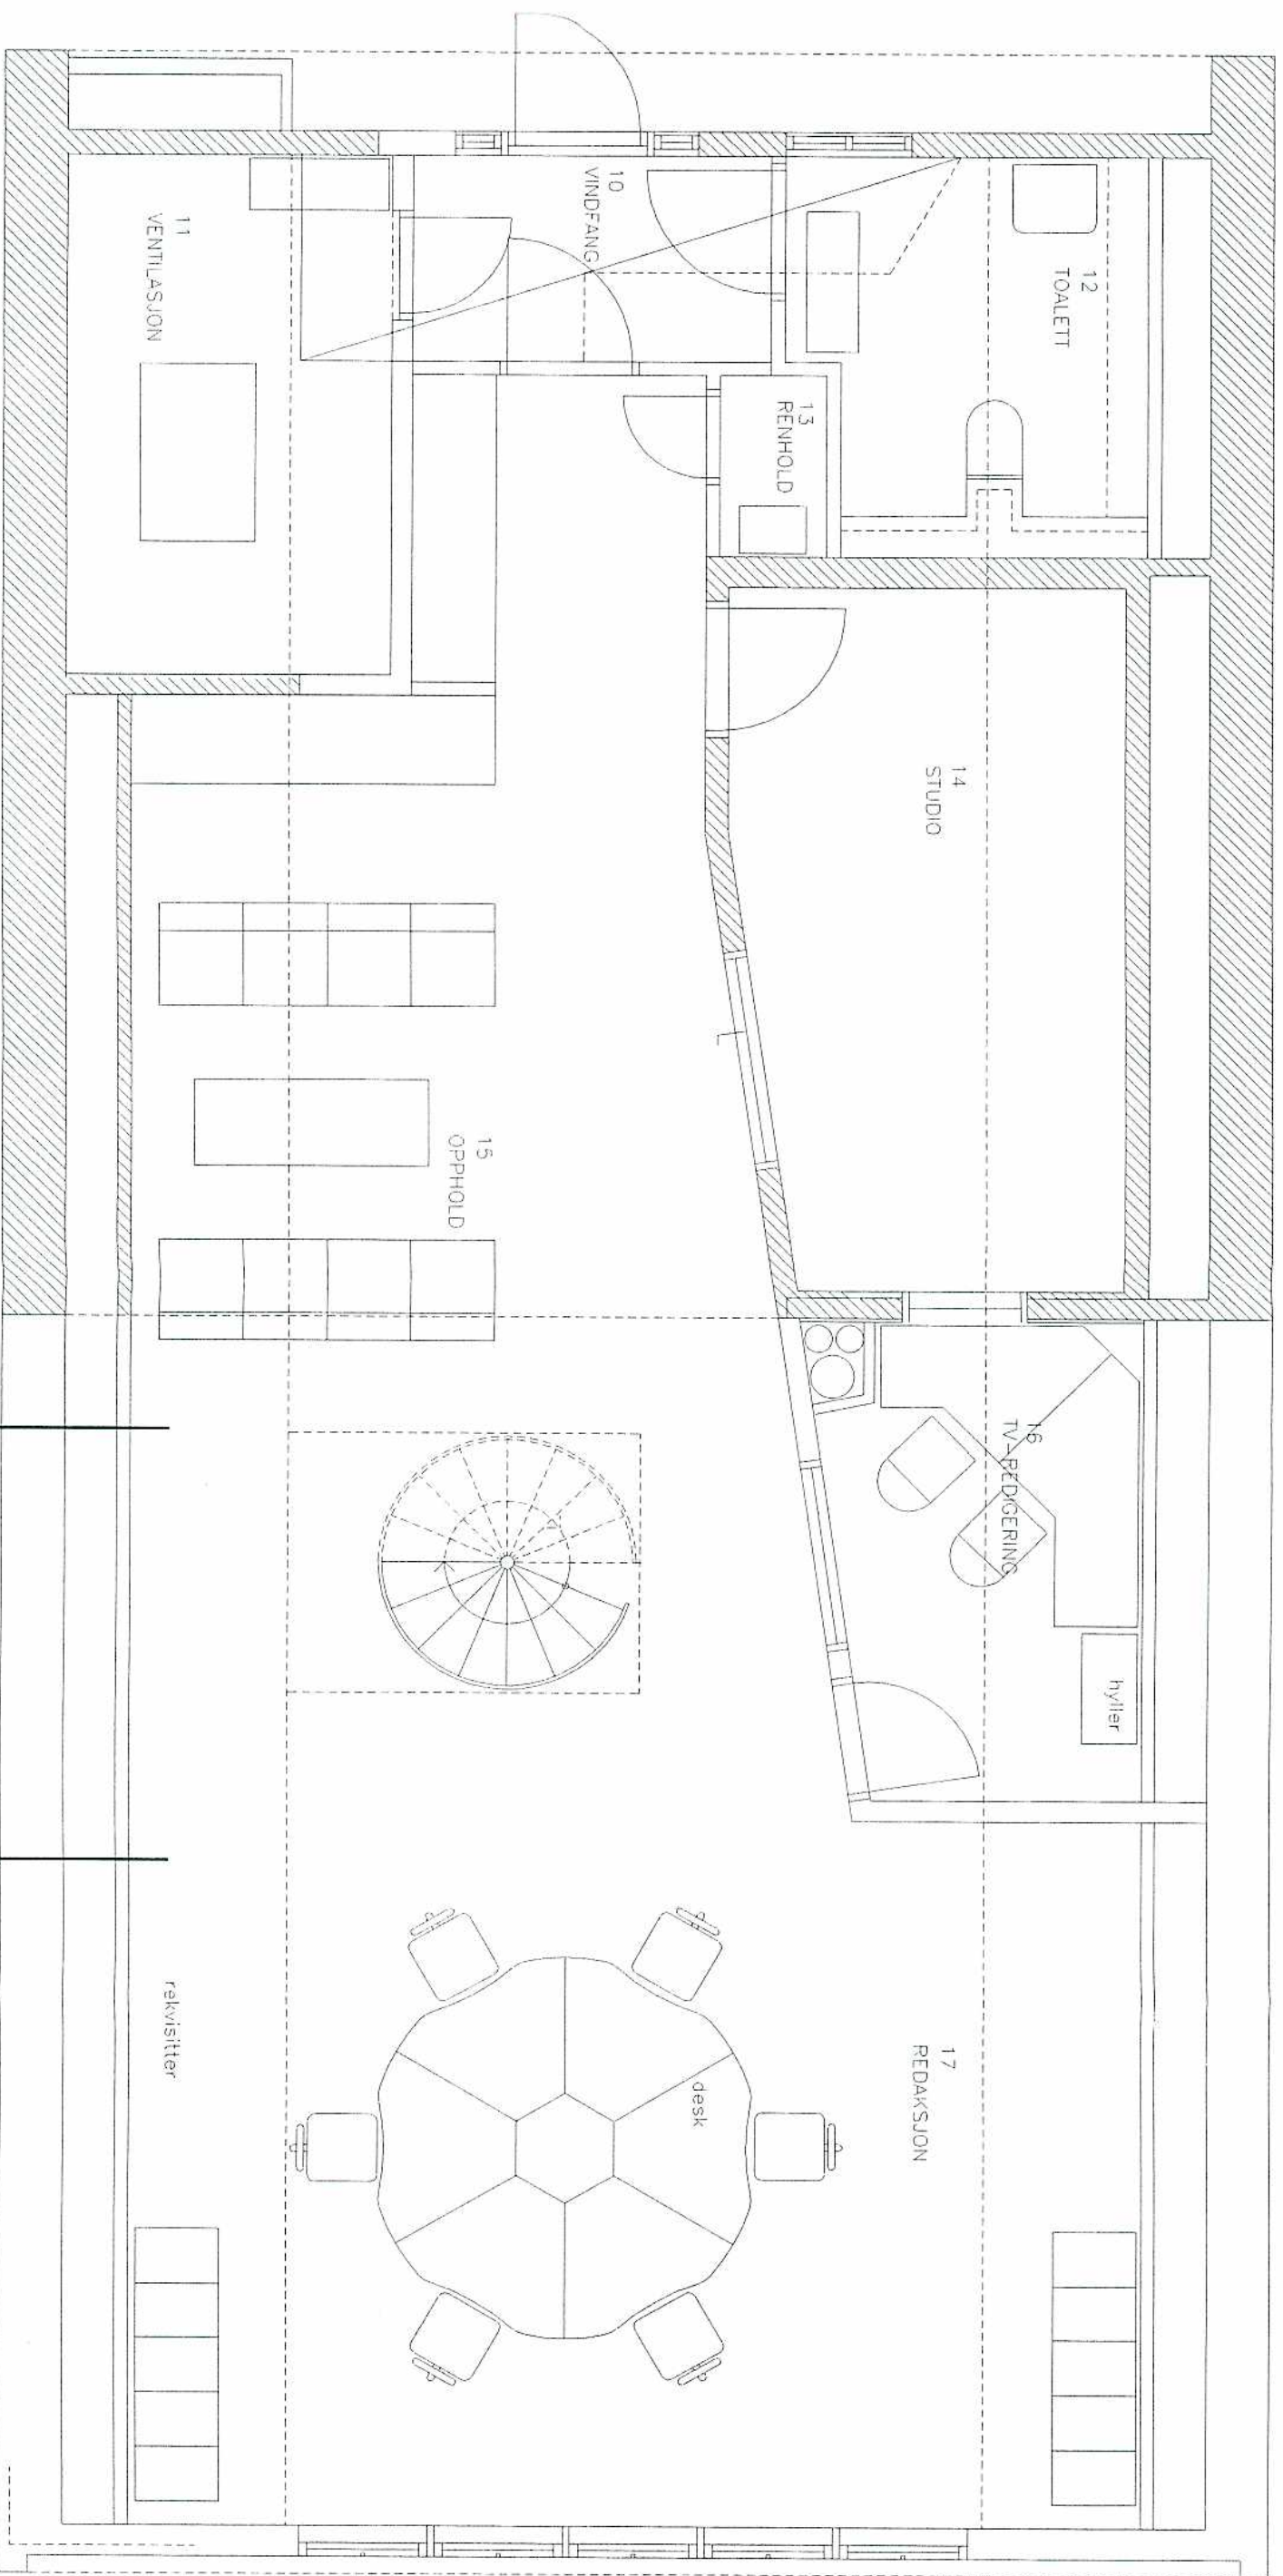 10
VINDFANG
11
VENTILASJON
12
TOALETT
13
RENHOLD
14
STUDIO
15
OPPHOLD
16
TV-REDIGERING
hyller
17
REDAKSJON
desk
rekvisitter